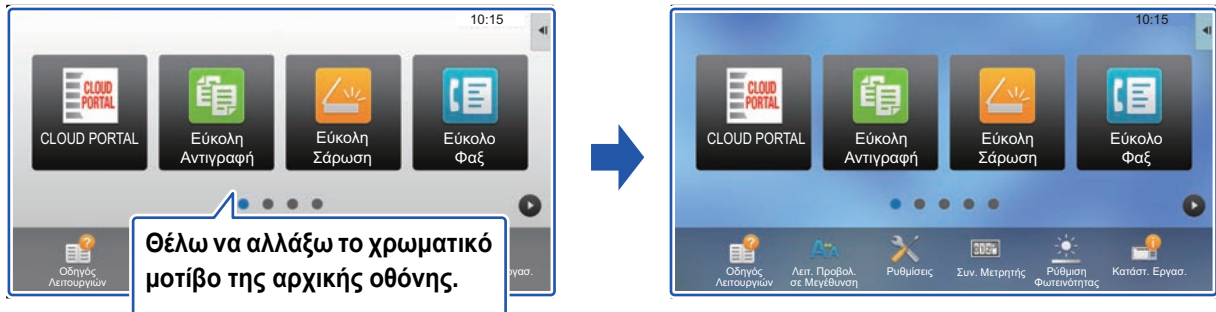 10:15
CLOUD
PORTAL
CLOUD PORTAL
Εύκολη
Αντιγραφή
Εύκολη
Σάρωση
Εύκολο
Φαξ
Θέλω να αλλάξω το χρωματικό
μοτίβο της αρχικής οθόνης.
Οδηγός
Λειτουργιών
10:15
CLOUD
PORTAL
CLOUD PORTAL
Εύκολη
Αντιγραφή
Εύκολη
Σάρωση
Εύκολο
Φαξ
Οδηγός
Λειτουργιών
Λειτ. Προβολ.
σε Μεγέθυνση
Ρυθμίσεις
Συν. Μετρητής
Ρύθμιση
Φωτεινότητας
Κατάστ. Εργασ.